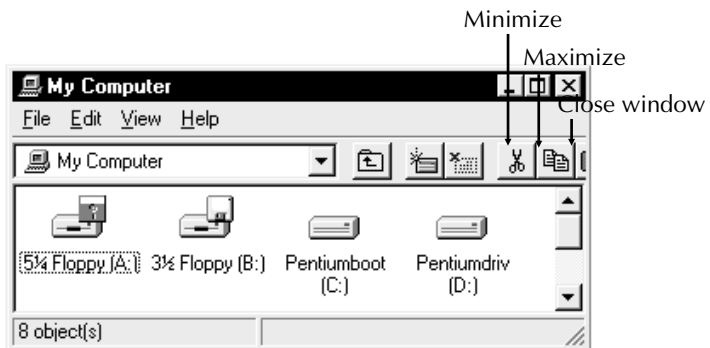 Minimize
Maximize
My Computer
Close window
File Edit View Help
My Computer
5¼ Floppy (A:) 3½ Floppy (B:) Pentiumboot (C:) Pentiumdriv (D:)
8 object(s)